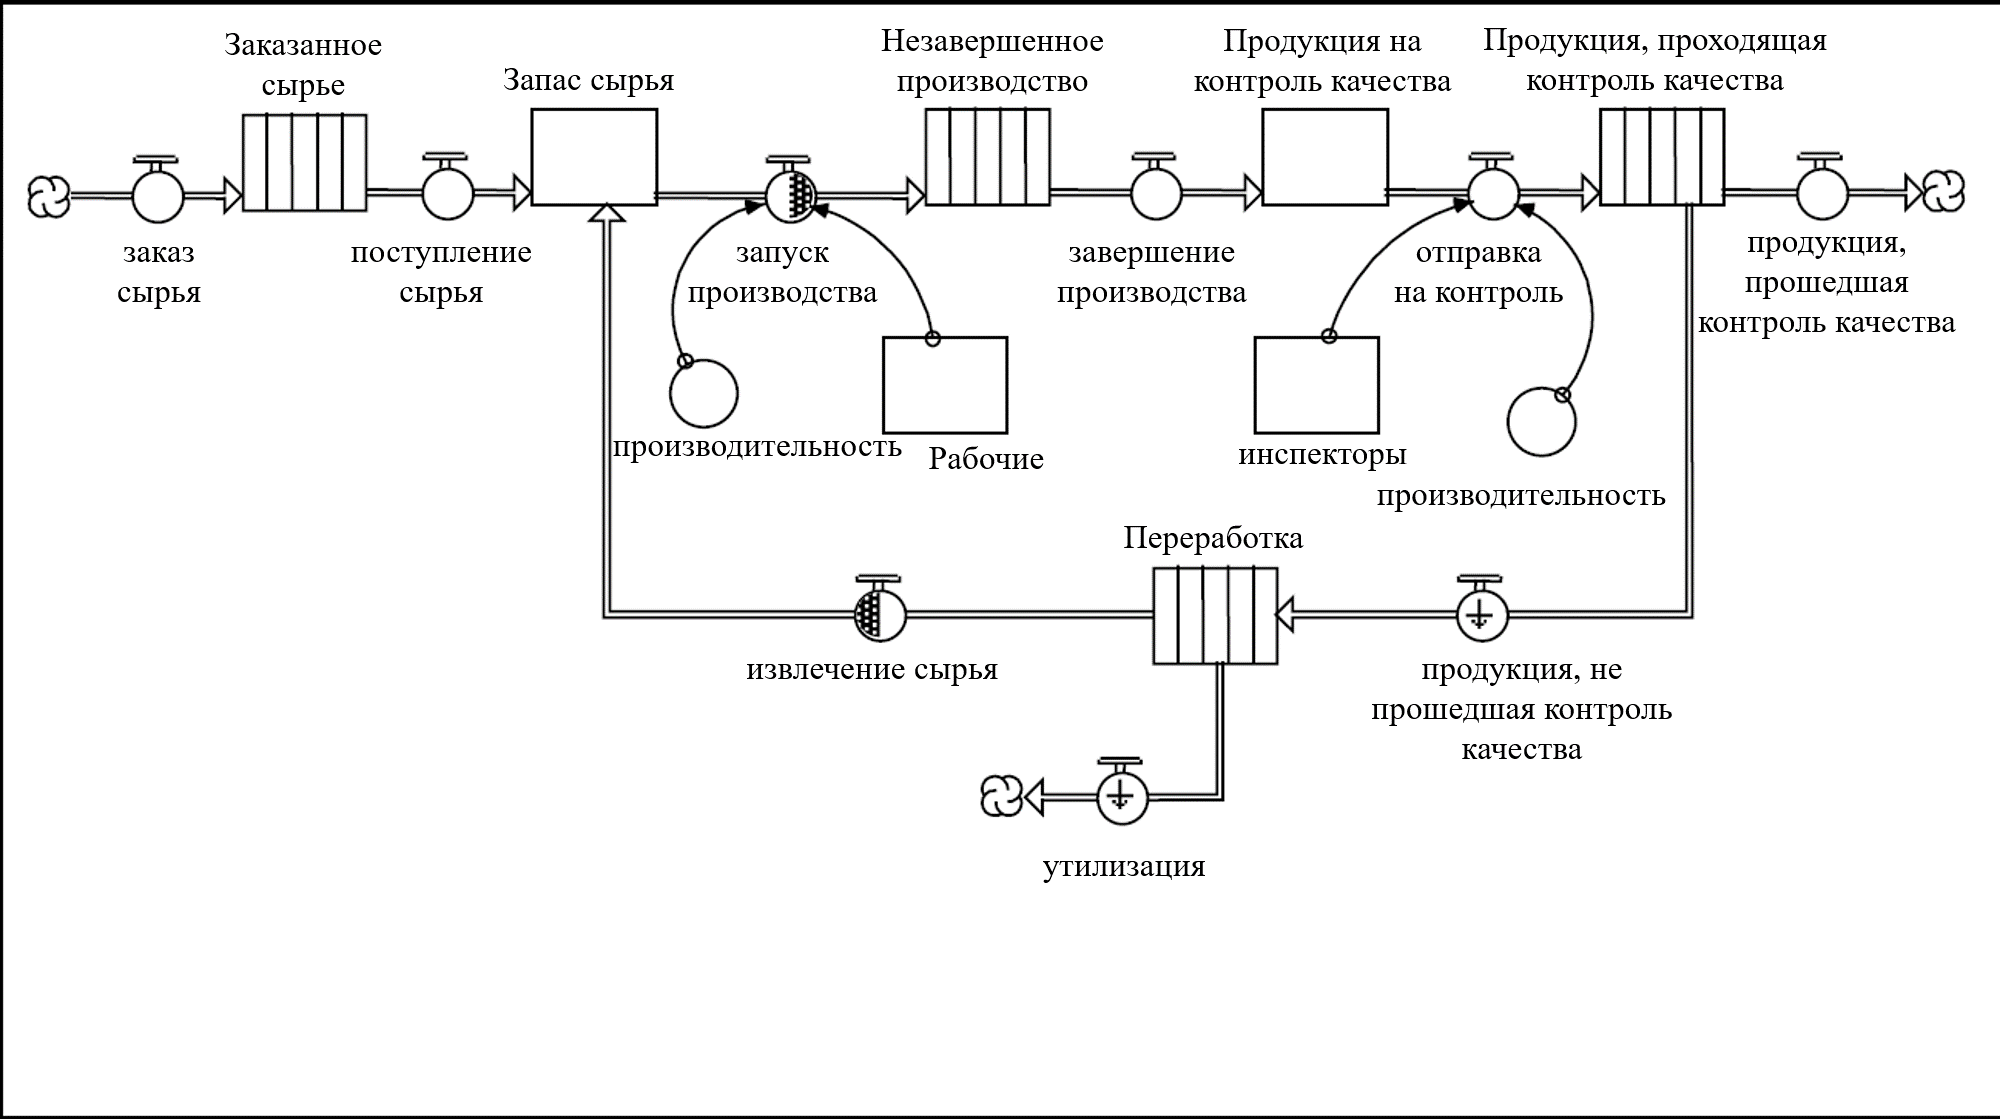 Заказанное
сырье
Запас сырья
Незавершенное
производство
Продукция на
контроль качества
Продукция, проходящая
контроль качества
заказ
сырья
поступление
сырья
запуск
производства
завершение
производства
отправка
на контроль
продукция,
прошедшая
контроль качества
производительность
Рабочие
инспекторы
производительность
Переработка
извлечение сырья
продукция, не
прошедшая контроль
качества
утилизация